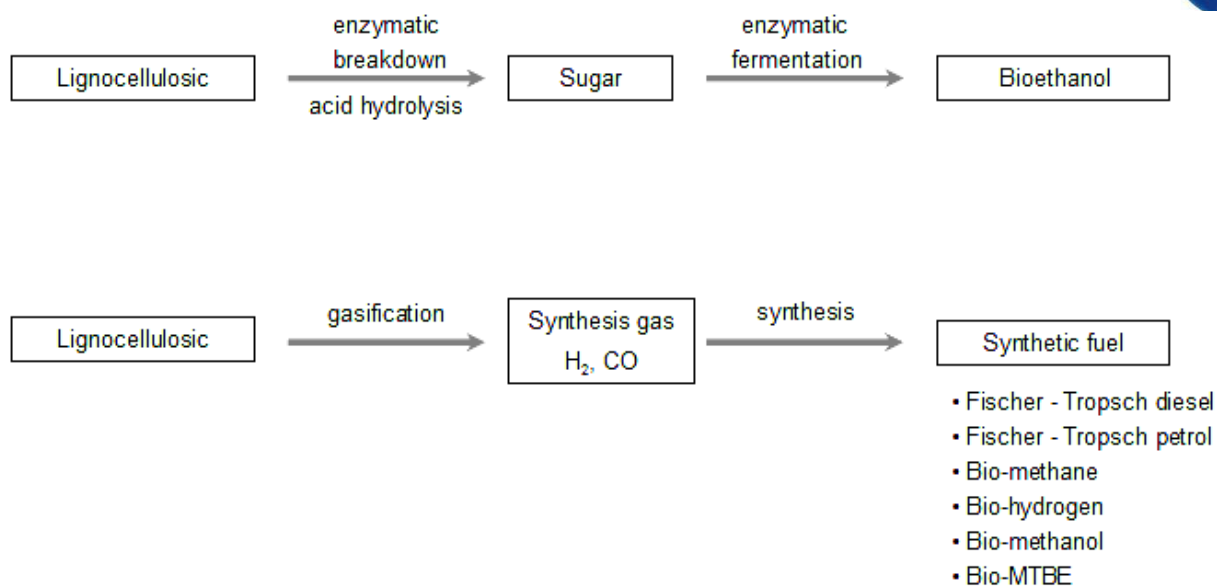 enzymatic
breakdown
enzymatic
fermentation
Lignocellulosic
Sugar
Bioethanol
acid hydrolysis
gasification
synthesis
Lignocellulosic
Synthesis gas
H₂, CO
Synthetic fuel
• Fischer - Tropsch diesel
• Fischer - Tropsch petrol
• Bio-methane
• Bio-hydrogen
• Bio-methanol
• Bio-MTBE